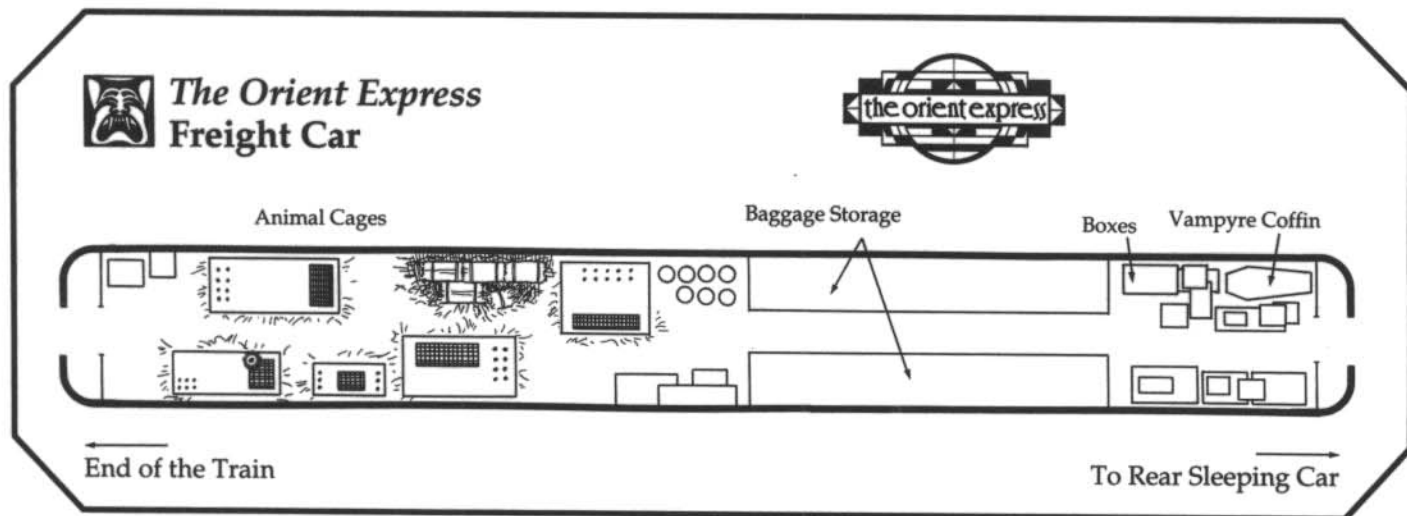 The Orient Express
Freight Car
the orient express
Animal Cages
Baggage Storage
Boxes
Vampyre Coffin
End of the Train
To Rear Sleeping Car